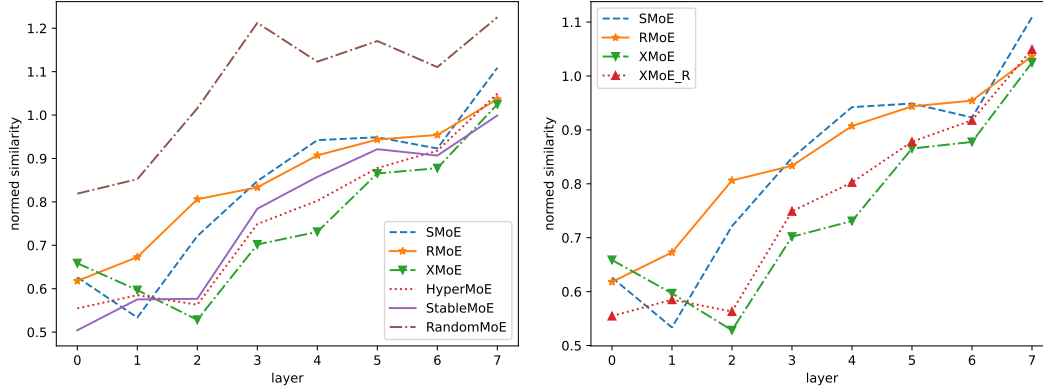 1.2
1.1
1.0
0.9
0.8
0.7
0.6
0.5
normed similarity
0 1 2 3 4 5 6 7
layer
SMoE
RMoE
XMoE
HyperMoE
StableMoE
RandomMoE
1.1
1.0
0.9
0.8
0.7
0.6
0.5
normed similarity
0 1 2 3 4 5 6 7
layer
SMoE
RMoE
XMoE
XMoE_R